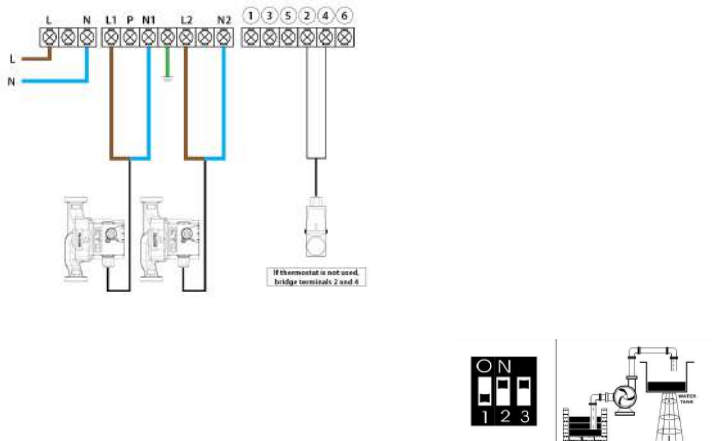 L N L1 P N1 L2 N2 1 3 5 2 4 6
L
N
If thermostat is not used,
bridge terminals 2 and 4
ON
1 2 3
WATER
TANK